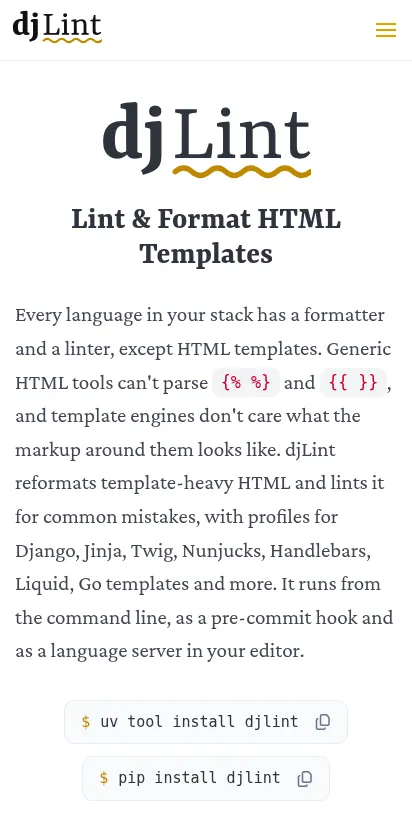 djLint
djLint
Lint & Format HTML
Templates
Every language in your stack has a formatter
and a linter, except HTML templates. Generic
HTML tools can't parse {% %} and {{ }},
and template engines don't care what the
markup around them looks like. djLint
reformats template-heavy HTML and lints it
for common mistakes, with profiles for
Django, Jinja, Twig, Nunjucks, Handlebars,
Liquid, Go templates and more. It runs from
the command line, as a pre-commit hook and
as a language server in your editor.
$ uv tool install djlint
$ pip install djlint